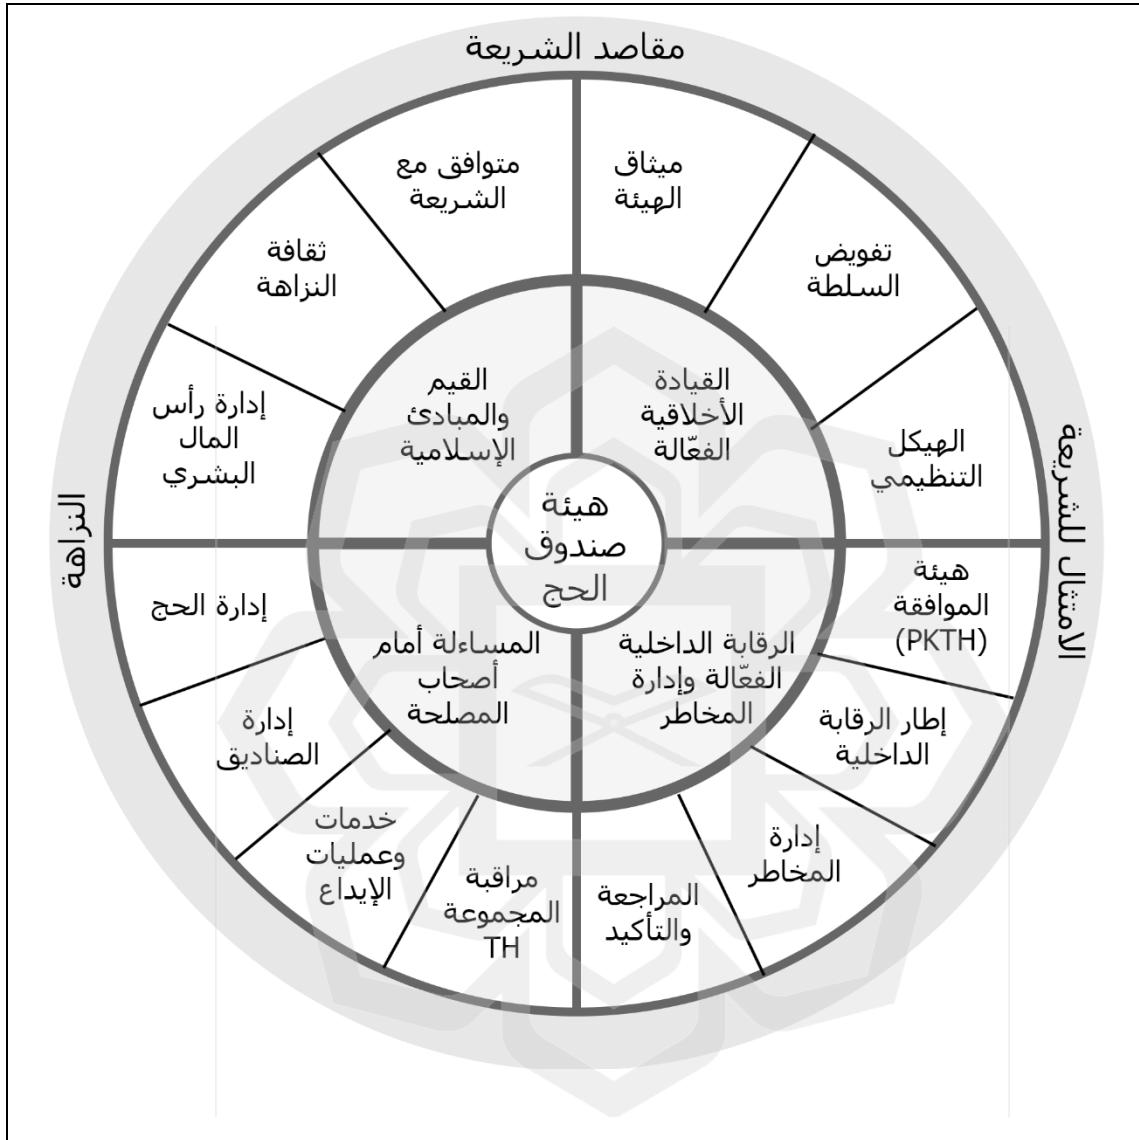 مقاصد الشريعة
ميثاق
الهيئة
متوافق مع
الشريعة
تفويض
السلطة
ثقافة
النزاهة
القيادة
الأخلاقية
الفعّالة
القيم
والمبادئ
الإسلامية
الهيكل
التنظيمي
إدارة رأس
المال
البشري
الامتثال للشريعة
النزاهة
هيئة
صندوق
الحج
هيئة
الموافقة
(PKTH)
إدارة الحج
الرقابة الداخلية
الفعّالة وإدارة
المخاطر
المساءلة أمام
أصحاب
المصلحة
إطار الرقابة
الداخلية
إدارة
الصناديق
إدارة
المخاطر
خدمات
وعمليات
الإيداع
المراجعة
والتأكيد
مراقبة
المجموعة
TH